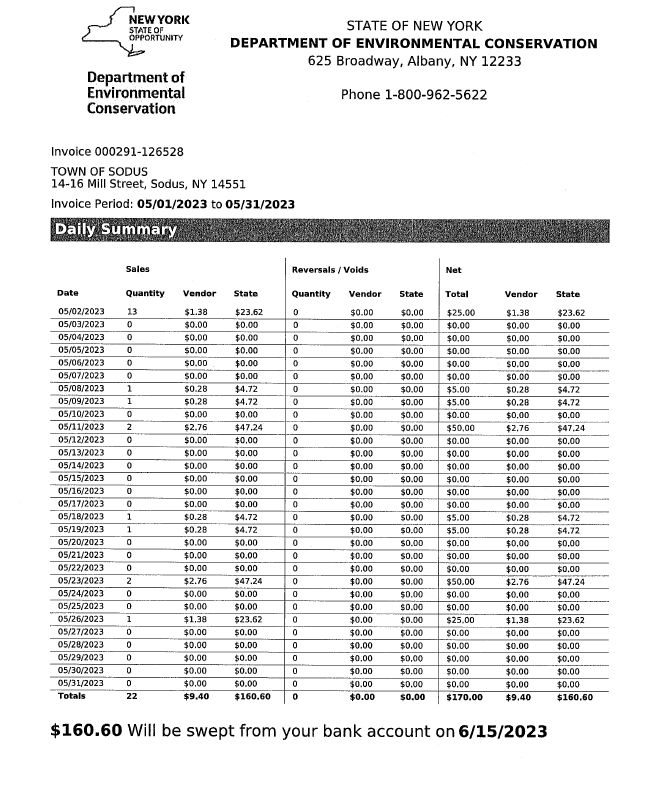 NEW YORK
STATE OF
OPPORTUNITY
Department of
Environmental
Conservation
STATE OF NEW YORK
DEPARTMENT OF ENVIRONMENTAL CONSERVATION
625 Broadway, Albany, NY 12233
Phone 1-800-962-5622
Invoice 000291-126528
TOWN OF SODUS
14-16 Mill Street, Sodus, NY 14551
Invoice Period: 05/01/2023 to 05/31/2023
Daily Summary
Sales Reversals / Voids Net
Date Quantity Vendor State Quantity Vendor State Total Vendor State
05/02/2023 13 $1.38 $23.62 0 $0.00 $0.00 $25.00 $1.38 $23.62
05/03/2023 0 $0.00 $0.00 0 $0.00 $0.00 $0.00 $0.00 $0.00
05/04/2023 0 $0.00 $0.00 0 $0.00 $0.00 $0.00 $0.00 $0.00
05/05/2023 0 $0.00 $0.00 0 $0.00 $0.00 $0.00 $0.00 $0.00
05/06/2023 0 $0.00 $0.00 0 $0.00 $0.00 $0.00 $0.00 $0.00
05/07/2023 0 $0.00 $0.00 0 $0.00 $0.00 $0.00 $0.00 $0.00
05/08/2023 1 $0.28 $4.72 0 $0.00 $0.00 $5.00 $0.28 $4.72
05/09/2023 1 $0.28 $4.72 0 $0.00 $0.00 $5.00 $0.28 $4.72
05/10/2023 0 $0.00 $0.00 0 $0.00 $0.00 $0.00 $0.00 $0.00
05/11/2023 2 $2.76 $47.24 0 $0.00 $0.00 $50.00 $2.76 $47.24
05/12/2023 0 $0.00 $0.00 0 $0.00 $0.00 $0.00 $0.00 $0.00
05/13/2023 0 $0.00 $0.00 0 $0.00 $0.00 $0.00 $0.00 $0.00
05/14/2023 0 $0.00 $0.00 0 $0.00 $0.00 $0.00 $0.00 $0.00
05/15/2023 0 $0.00 $0.00 0 $0.00 $0.00 $0.00 $0.00 $0.00
05/16/2023 0 $0.00 $0.00 0 $0.00 $0.00 $0.00 $0.00 $0.00
05/17/2023 0 $0.00 $0.00 0 $0.00 $0.00 $0.00 $0.00 $0.00
05/18/2023 1 $0.28 $4.72 0 $0.00 $0.00 $5.00 $0.28 $4.72
05/19/2023 1 $0.28 $4.72 0 $0.00 $0.00 $5.00 $0.28 $4.72
05/20/2023 0 $0.00 $0.00 0 $0.00 $0.00 $0.00 $0.00 $0.00
05/21/2023 0 $0.00 $0.00 0 $0.00 $0.00 $0.00 $0.00 $0.00
05/22/2023 0 $0.00 $0.00 0 $0.00 $0.00 $0.00 $0.00 $0.00
05/23/2023 2 $2.76 $47.24 0 $0.00 $0.00 $50.00 $2.76 $47.24
05/24/2023 0 $0.00 $0.00 0 $0.00 $0.00 $0.00 $0.00 $0.00
05/25/2023 0 $0.00 $0.00 0 $0.00 $0.00 $0.00 $0.00 $0.00
05/26/2023 1 $1.38 $23.62 0 $0.00 $0.00 $25.00 $1.38 $23.62
05/27/2023 0 $0.00 $0.00 0 $0.00 $0.00 $0.00 $0.00 $0.00
05/28/2023 0 $0.00 $0.00 0 $0.00 $0.00 $0.00 $0.00 $0.00
05/29/2023 0 $0.00 $0.00 0 $0.00 $0.00 $0.00 $0.00 $0.00
05/30/2023 0 $0.00 $0.00 0 $0.00 $0.00 $0.00 $0.00 $0.00
05/31/2023 0 $0.00 $0.00 0 $0.00 $0.00 $0.00 $0.00 $0.00
Totals 22 $9.40 $160.60 0 $0.00 $0.00 $170.00 $9.40 $160.60
$160.60 Will be swept from your bank account on 6/15/2023